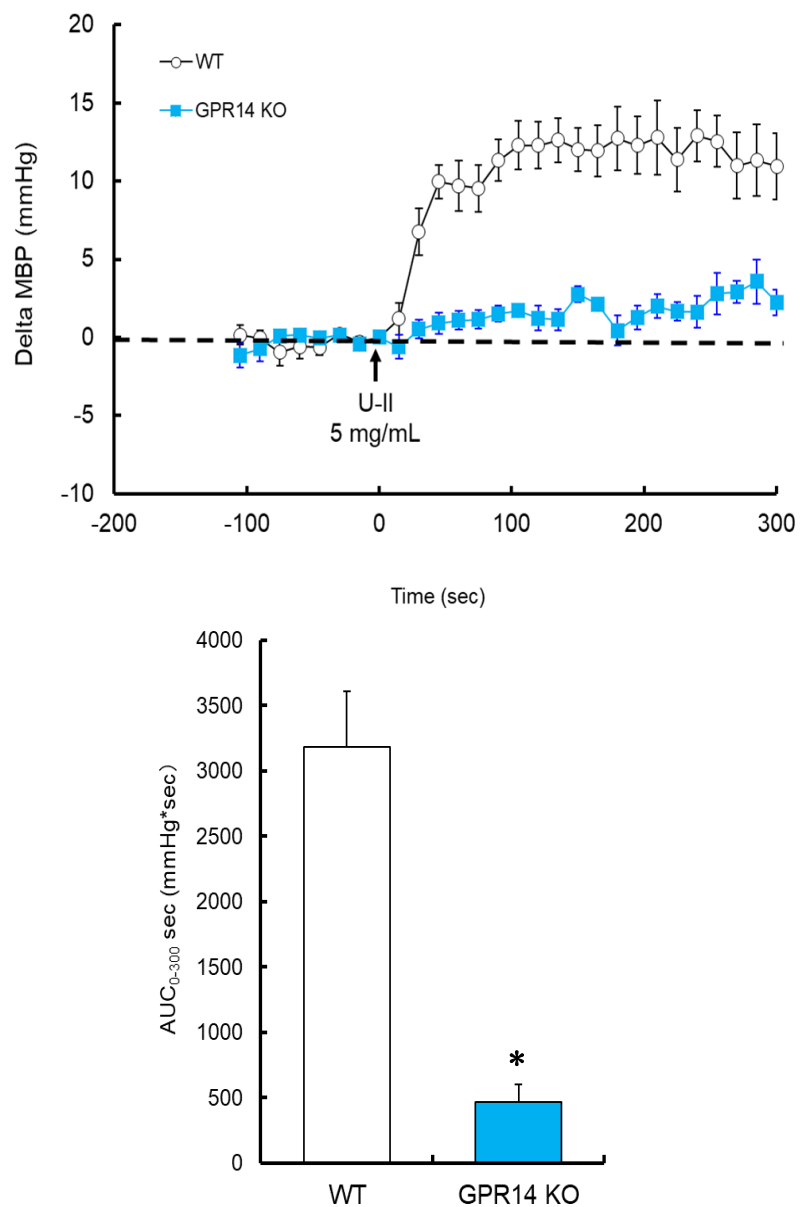 20
15
10
5
0
-5
-10
Delta MBP (mmHg)
WT
GPR14 KO
U-II
5 mg/mL
-200 -100 0 100 200 300
Time (sec)
4000
3500
3000
2500
2000
1500
1000
500
0
AUC0-300 sec (mmHg*sec)
*
WT GPR14 KO